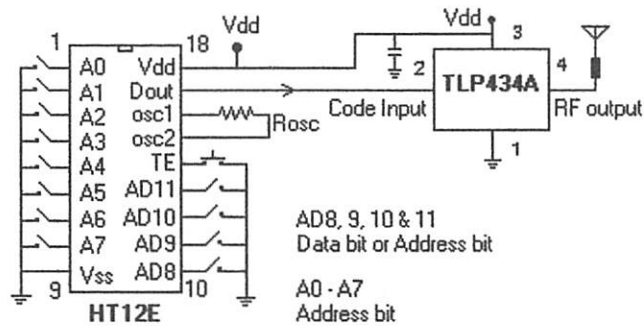 1
18
Vdd
Vdd
3
A0
Vdd
2
TLP434A
4
A1
Dout
Code Input
RF output
A2
osc1
Rosc
A3
osc2
1
A4
TE
A5
AD11
A6
AD10
AD8, 9, 10 & 11
A7
AD9
Data bit or Address bit
Vss
AD8
9
10
A0 - A7
HT12E
Address bit